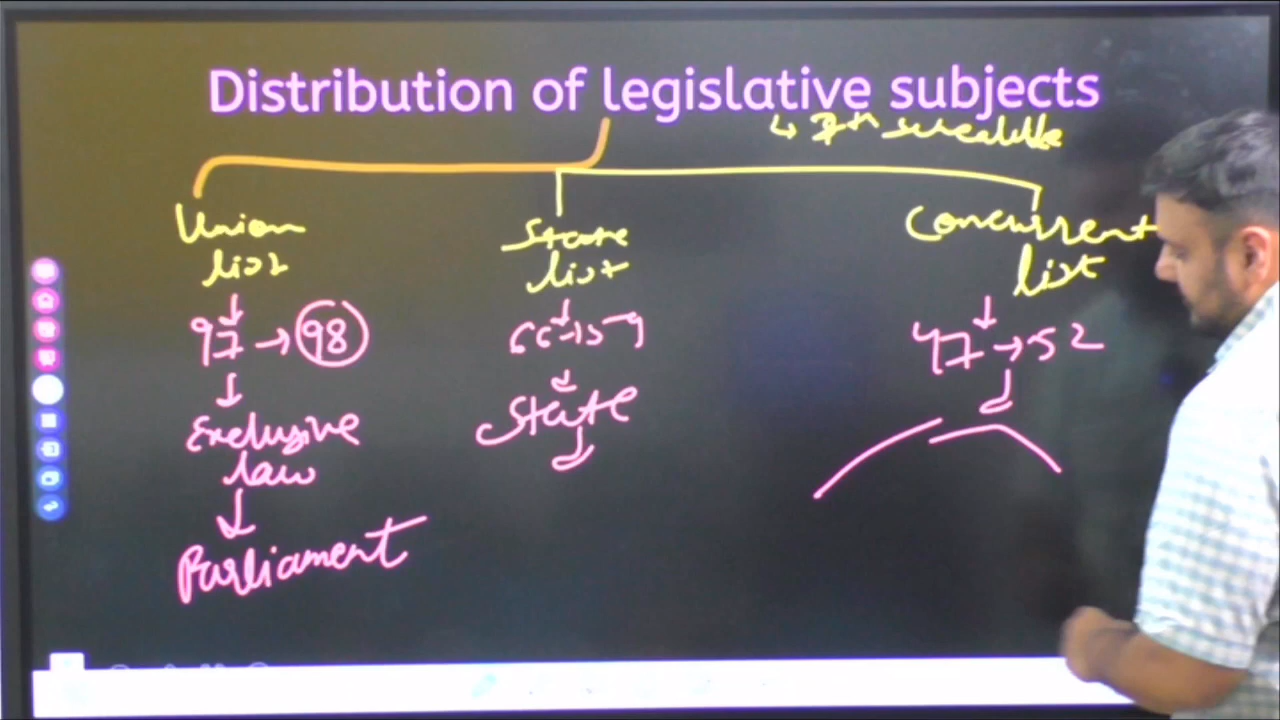 Distribution of legislative subjects
↳ 7th schedule
Union
list
State
list
Concurrent
list
97 → 98
66 → 59
47 → 52
Exclusive
law
State
Parliament